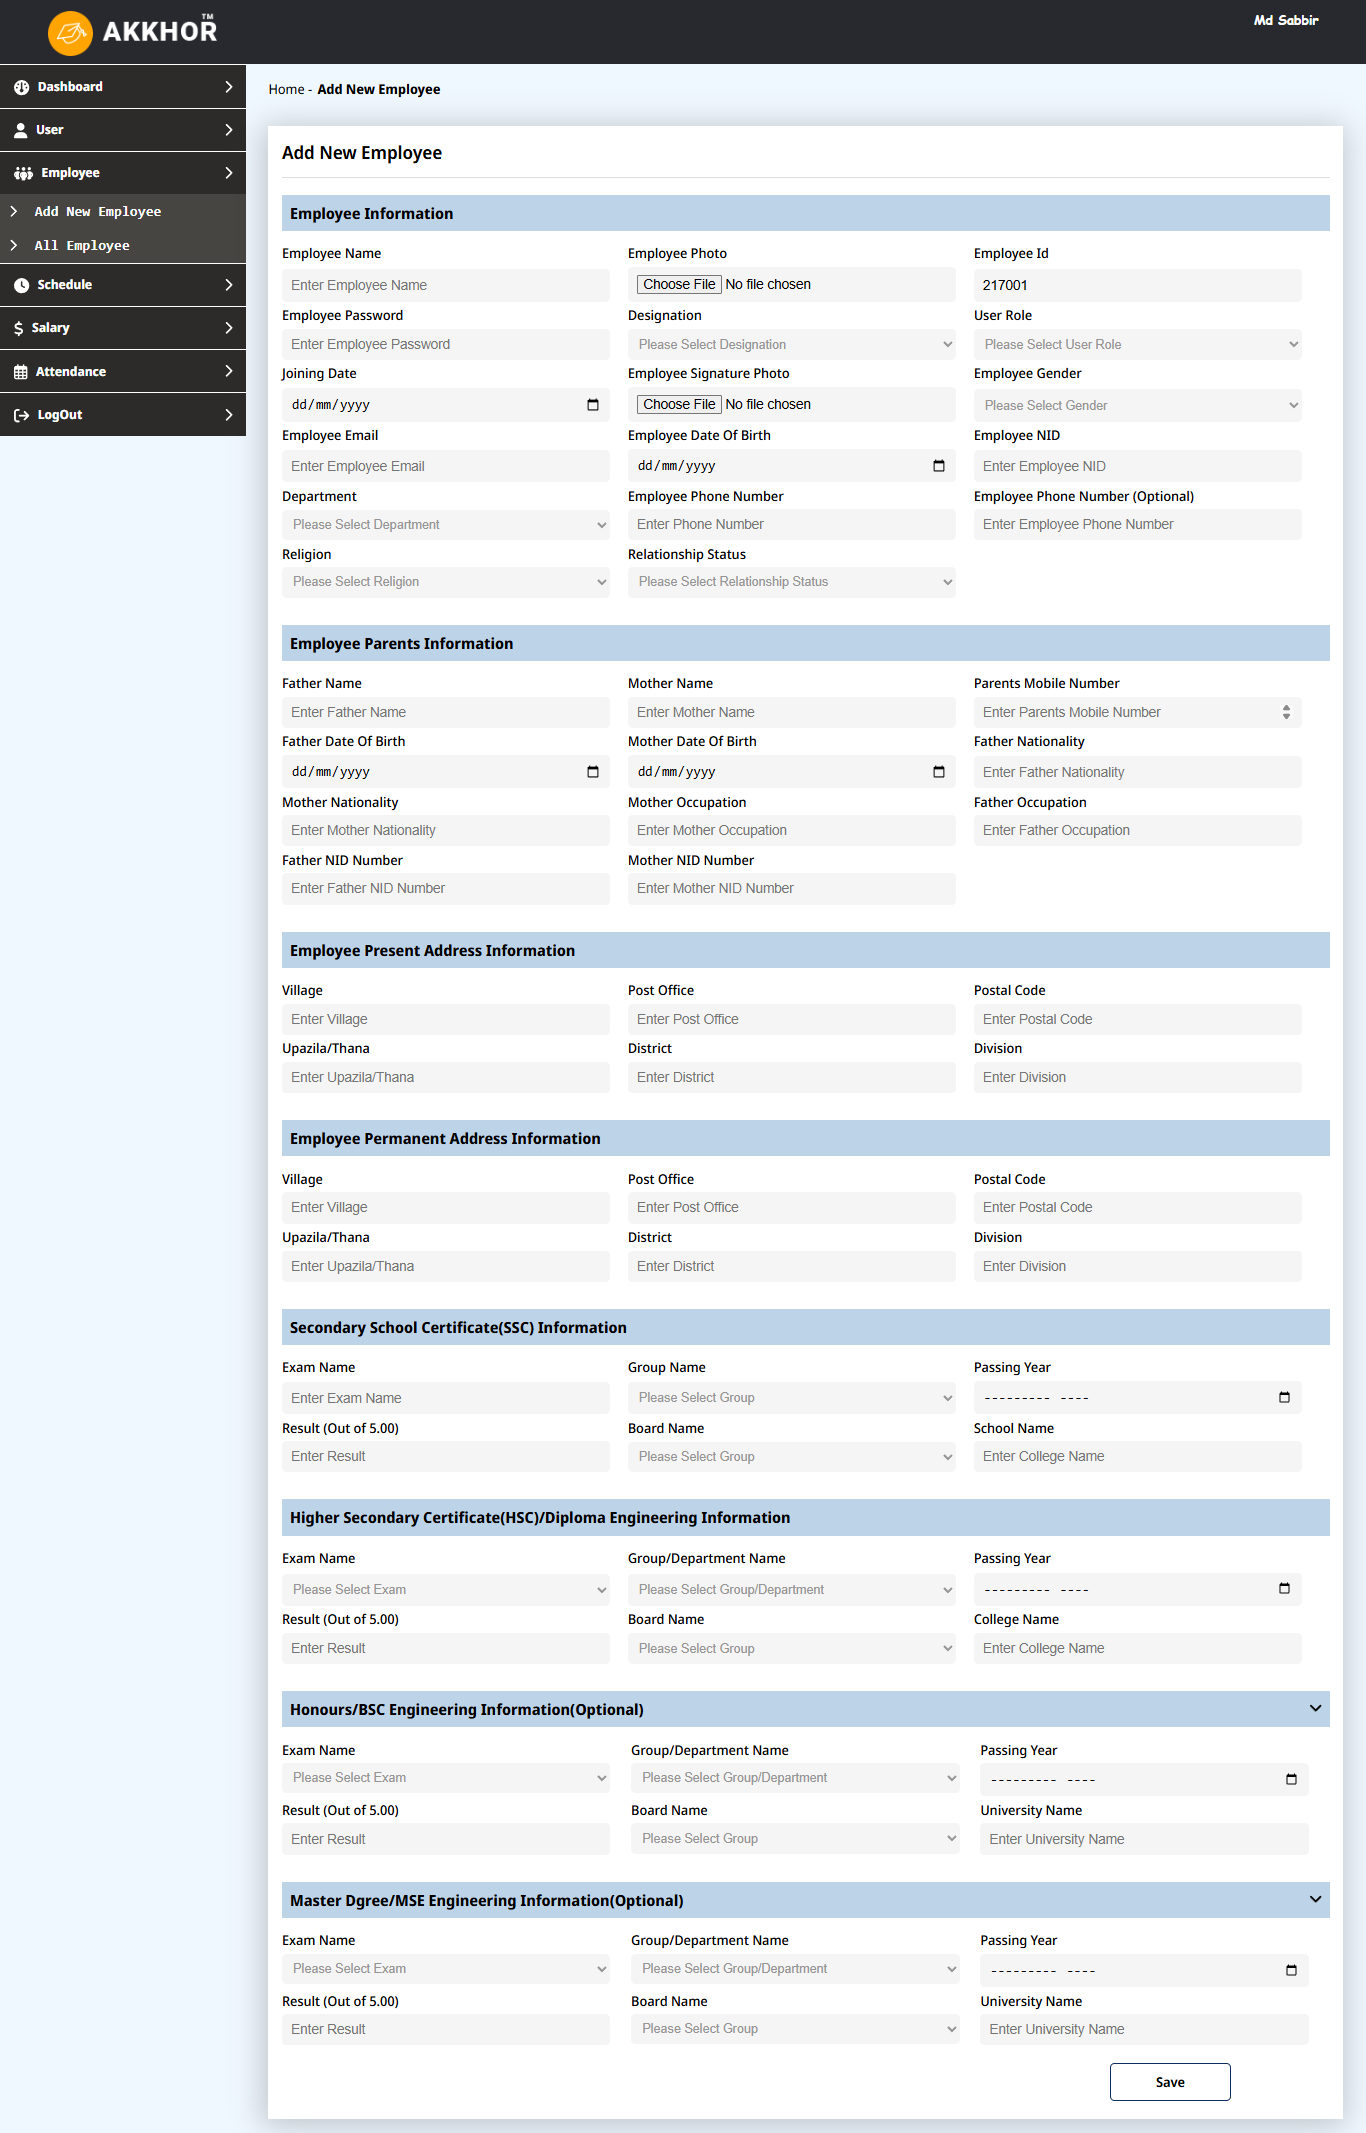 AKKHOR™
Md Sabbir
Dashboard
User
Employee
Add New Employee
All Employee
Schedule
Salary
Attendance
LogOut
Home - Add New Employee
Add New Employee
Employee Information
Employee Name Employee Photo Employee Id
Enter Employee Name Choose File No file chosen 217001
Employee Password Designation User Role
Enter Employee Password Please Select Designation Please Select User Role
Joining Date Employee Signature Photo Employee Gender
dd/mm/yyyy Choose File No file chosen Please Select Gender
Employee Email Employee Date Of Birth Employee NID
Enter Employee Email dd/mm/yyyy Enter Employee NID
Department Employee Phone Number Employee Phone Number (Optional)
Please Select Department Enter Phone Number Enter Employee Phone Number
Religion Relationship Status
Please Select Religion Please Select Relationship Status
Employee Parents Information
Father Name Mother Name Parents Mobile Number
Enter Father Name Enter Mother Name Enter Parents Mobile Number
Father Date Of Birth Mother Date Of Birth Father Nationality
dd/mm/yyyy dd/mm/yyyy Enter Father Nationality
Mother Nationality Mother Occupation Father Occupation
Enter Mother Nationality Enter Mother Occupation Enter Father Occupation
Father NID Number Mother NID Number
Enter Father NID Number Enter Mother NID Number
Employee Present Address Information
Village Post Office Postal Code
Enter Village Enter Post Office Enter Postal Code
Upazila/Thana District Division
Enter Upazila/Thana Enter District Enter Division
Employee Permanent Address Information
Village Post Office Postal Code
Enter Village Enter Post Office Enter Postal Code
Upazila/Thana District Division
Enter Upazila/Thana Enter District Enter Division
Secondary School Certificate(SSC) Information
Exam Name Group Name Passing Year
Enter Exam Name Please Select Group --------- ----
Result (Out of 5.00) Board Name School Name
Enter Result Please Select Group Enter College Name
Higher Secondary Certificate(HSC)/Diploma Engineering Information
Exam Name Group/Department Name Passing Year
Please Select Exam Please Select Group/Department --------- ----
Result (Out of 5.00) Board Name College Name
Enter Result Please Select Group Enter College Name
Honours/BSC Engineering Information(Optional)
Exam Name Group/Department Name Passing Year
Please Select Exam Please Select Group/Department --------- ----
Result (Out of 5.00) Board Name University Name
Enter Result Please Select Group Enter University Name
Master Dgree/MSE Engineering Information(Optional)
Exam Name Group/Department Name Passing Year
Please Select Exam Please Select Group/Department --------- ----
Result (Out of 5.00) Board Name University Name
Enter Result Please Select Group Enter University Name
Save